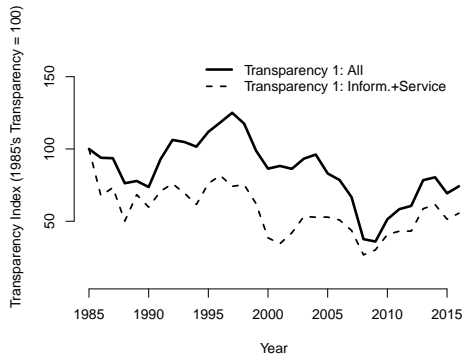 Transparency Index (1985's Transparency = 100)
150
100
50
Transparency 1: All
Transparency 1: Inform.+Service
1985 1990 1995 2000 2005 2010 2015
Year